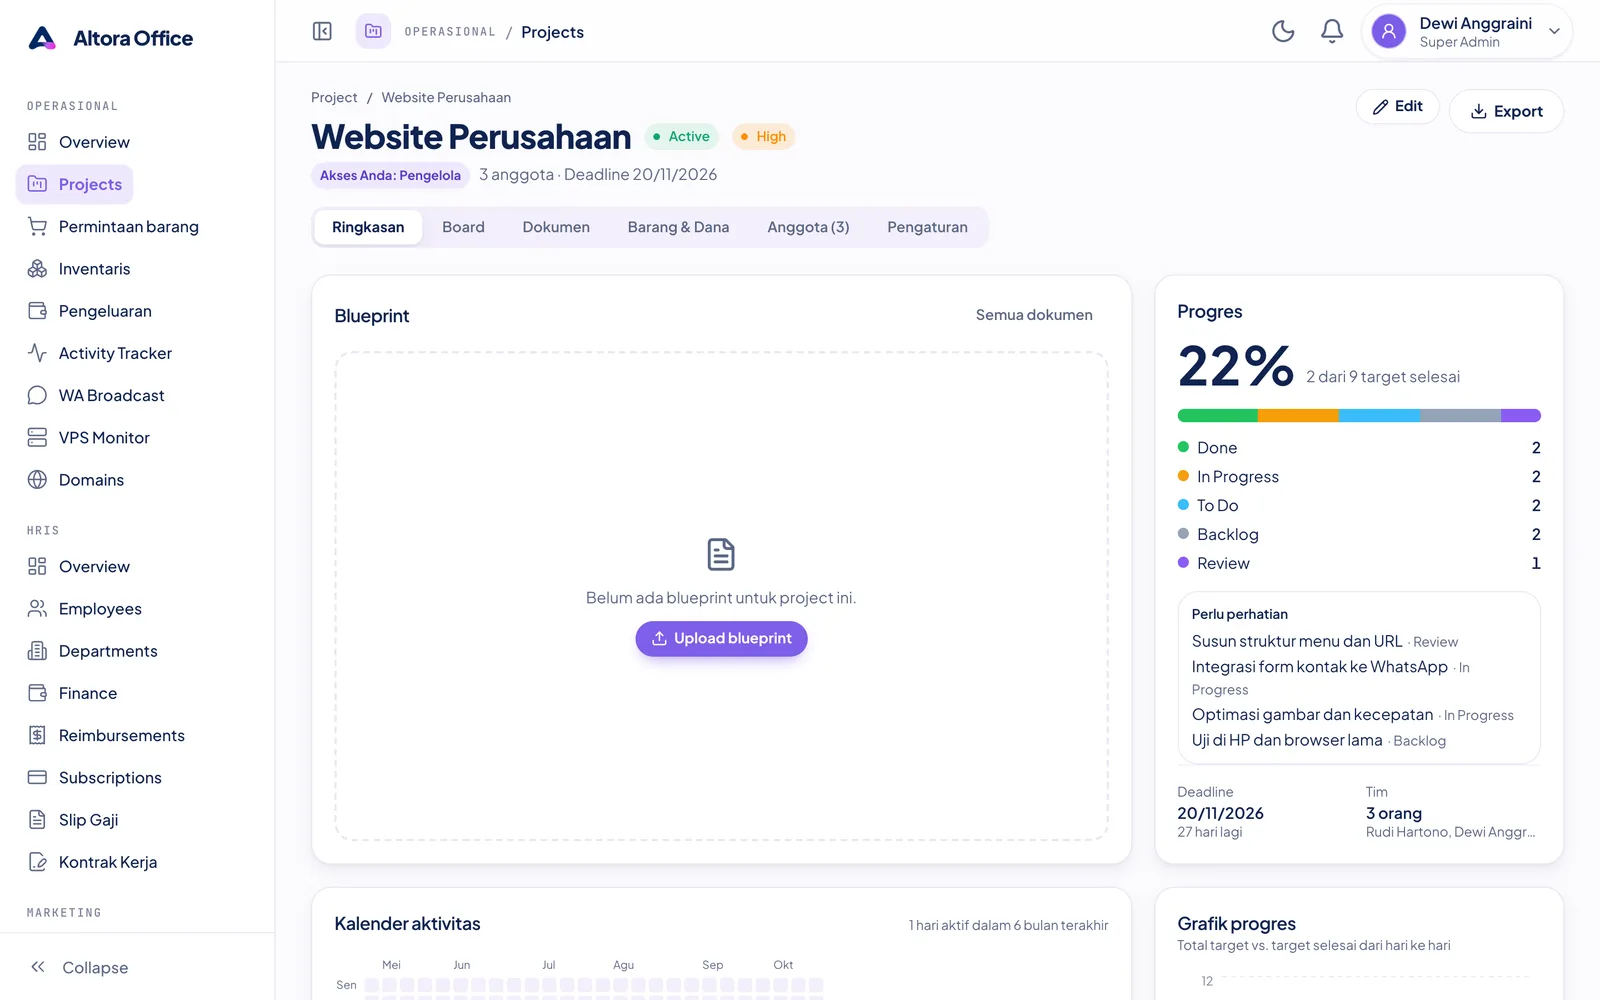 Altora Office
OPERASIONAL
Overview
Projects
Permintaan barang
Inventaris
Pengeluaran
Activity Tracker
WA Broadcast
VPS Monitor
Domains
HRIS
Overview
Employees
Departments
Finance
Reimbursements
Subscriptions
Slip Gaji
Kontrak Kerja
MARKETING
Collapse
OPERASIONAL / Projects
Dewi Anggraini
Super Admin
Project / Website Perusahaan
Website Perusahaan
Active
High
Edit
Export
Akses Anda: Pengelola
3 anggota · Deadline 20/11/2026
Ringkasan
Board
Dokumen
Barang & Dana
Anggota (3)
Pengaturan
Blueprint
Semua dokumen
Belum ada blueprint untuk project ini.
Upload blueprint
Progres
22% 2 dari 9 target selesai
Done 2
In Progress 2
To Do 2
Backlog 2
Review 1
Perlu perhatian
Susun struktur menu dan URL · Review
Integrasi form kontak ke WhatsApp · In
Progress
Optimasi gambar dan kecepatan · In Progress
Uji di HP dan browser lama · Backlog
Deadline
20/11/2026
27 hari lagi
Tim
3 orang
Rudi Hartono, Dewi Anggr...
Kalender aktivitas
1 hari aktif dalam 6 bulan terakhir
Mei Jun Jul Agu Sep Okt
Sen
Grafik progres
Total target vs. target selesai dari hari ke hari
12